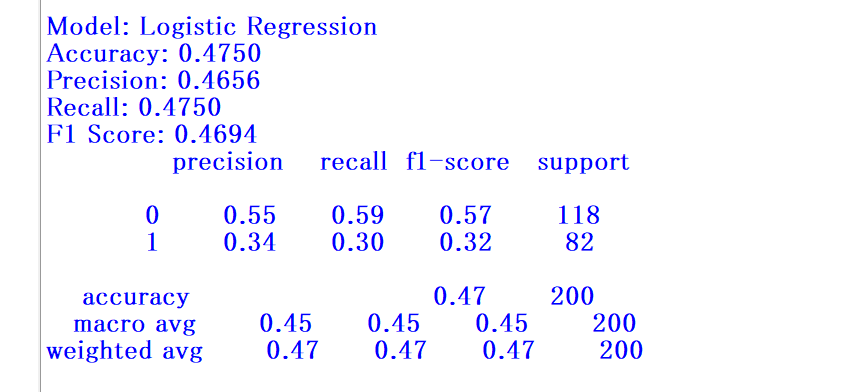 Model: Logistic Regression
Accuracy: 0.4750
Precision: 0.4656
Recall: 0.4750
F1 Score: 0.4694
precision recall f1-score support
0 0.55 0.59 0.57 118
1 0.34 0.30 0.32 82
accuracy 0.47 200
macro avg 0.45 0.45 0.45 200
weighted avg 0.47 0.47 0.47 200